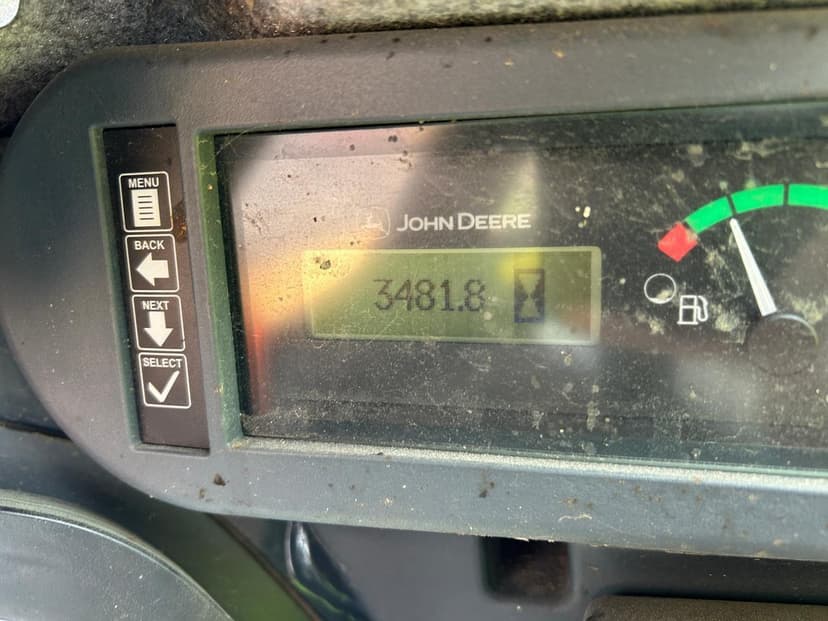 MENU
BACK
NEXT
SELECT
JOHN DEERE
3481.8